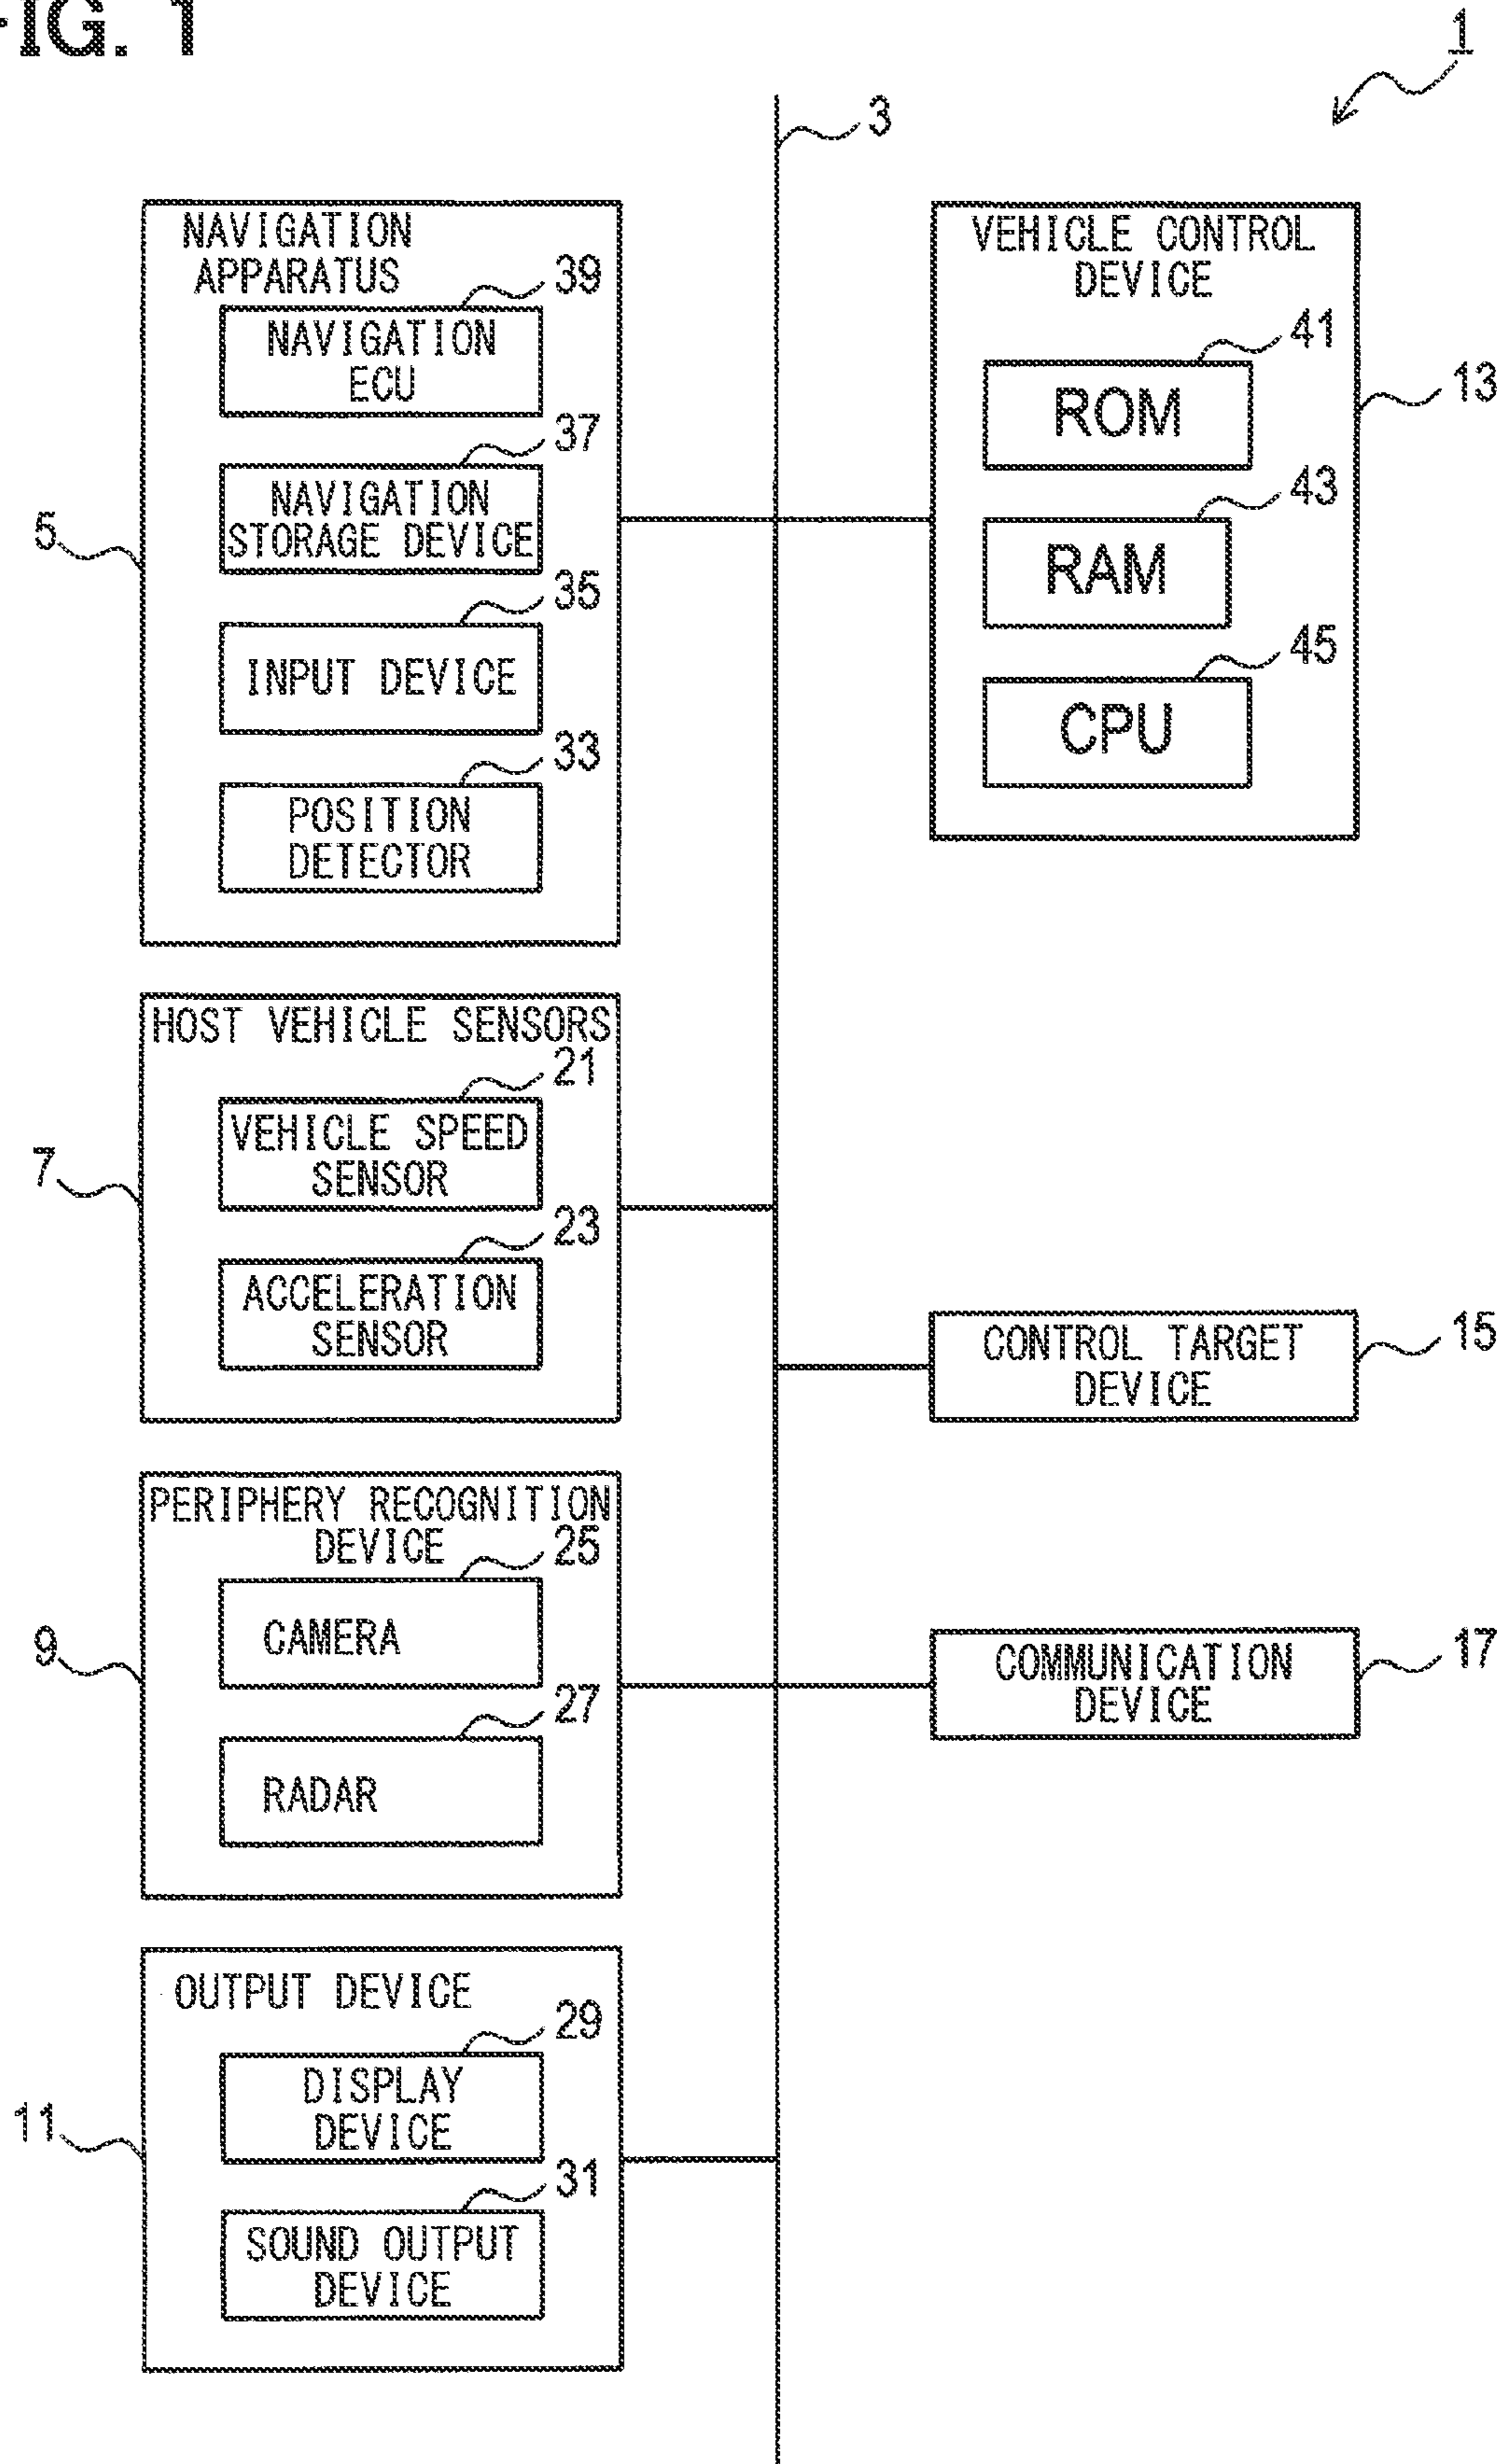 FIG. 1
1
3
NAVIGATION
APPARATUS
39
NAVIGATION
ECU
37
NAVIGATION
STORAGE DEVICE
5
35
INPUT DEVICE
33
POSITION
DETECTOR
VEHICLE CONTROL
DEVICE
41
ROM
13
43
RAM
45
CPU
HOST VEHICLE SENSORS
21
VEHICLE SPEED
SENSOR
7
23
ACCELERATION
SENSOR
CONTROL TARGET
DEVICE
15
PERIPHERY RECOGNITION
DEVICE
25
CAMERA
9
27
RADAR
COMMUNICATION
DEVICE
17
OUTPUT DEVICE
29
DISPLAY
DEVICE
11
31
SOUND OUTPUT
DEVICE